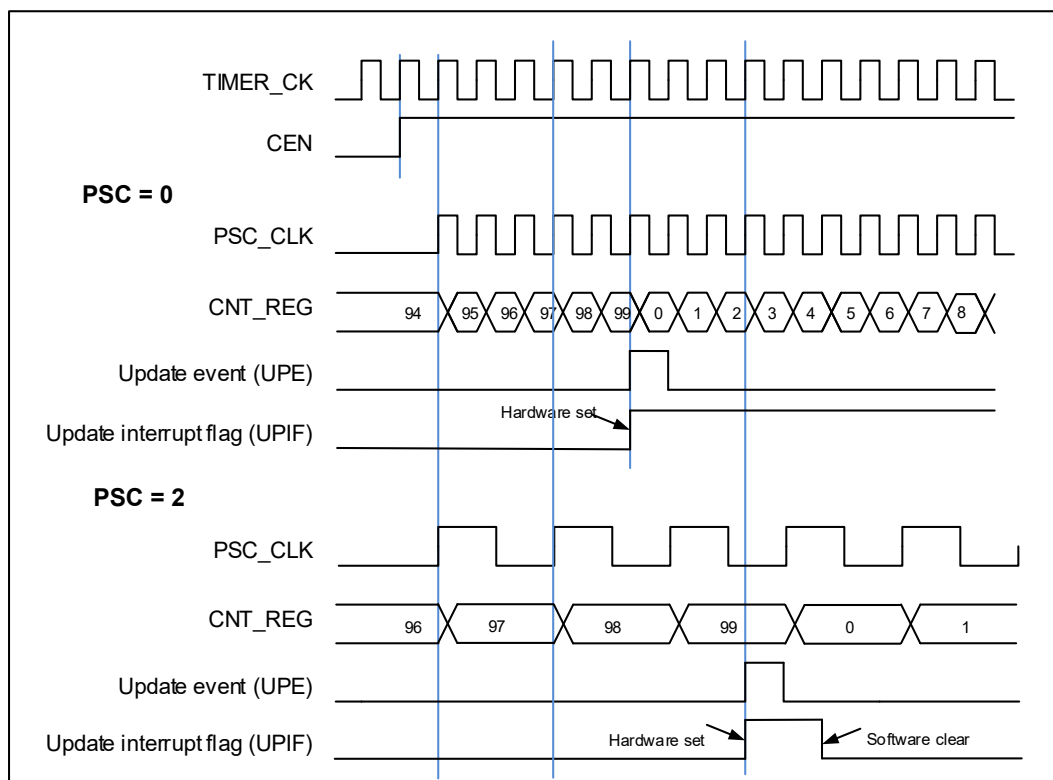 TIMER_CK
CEN
PSC = 0
PSC_CLK
CNT_REG 94 95 96 97 98 99 0 1 2 3 4 5 6 7 8
Update event (UPE)
Hardware set
Update interrupt flag (UPIF)
PSC = 2
PSC_CLK
CNT_REG 96 97 98 99 0 1
Update event (UPE)
Update interrupt flag (UPIF) Hardware set Software clear